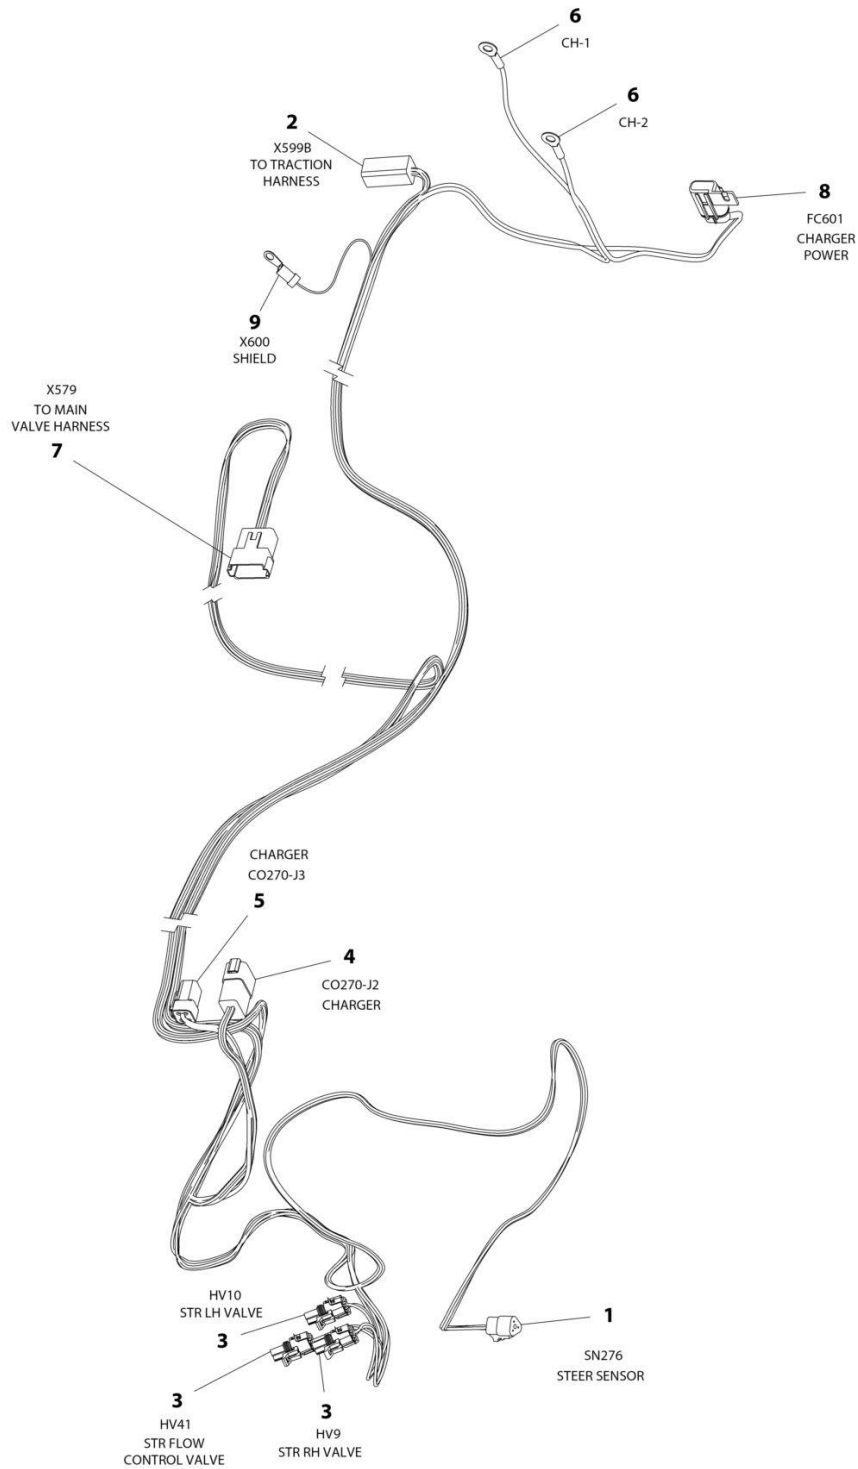 6
CH-1
6
CH-2
2
X599B
TO TRACTION
HARNESS
8
FC601
CHARGER
POWER
9
X600
SHIELD
X579
TO MAIN
VALVE HARNESS
7
CHARGER
CO270-J3
5
4
CO270-J2
CHARGER
HV10
STR LH VALVE
3
1
SN276
STEER SENSOR
3
HV41
STR FLOW
CONTROL VALVE
3
HV9
STR RH VALVE